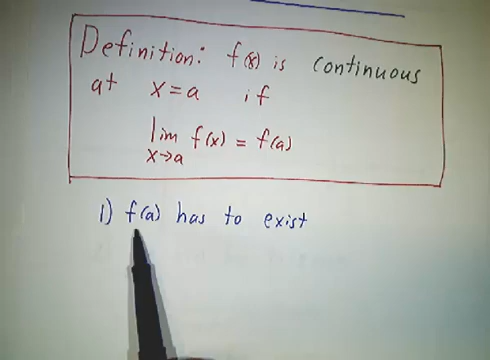 Definition: f(x) is continuous
at x = a if
lim f(x) = f(a)
x→a
1) f(a) has to exist